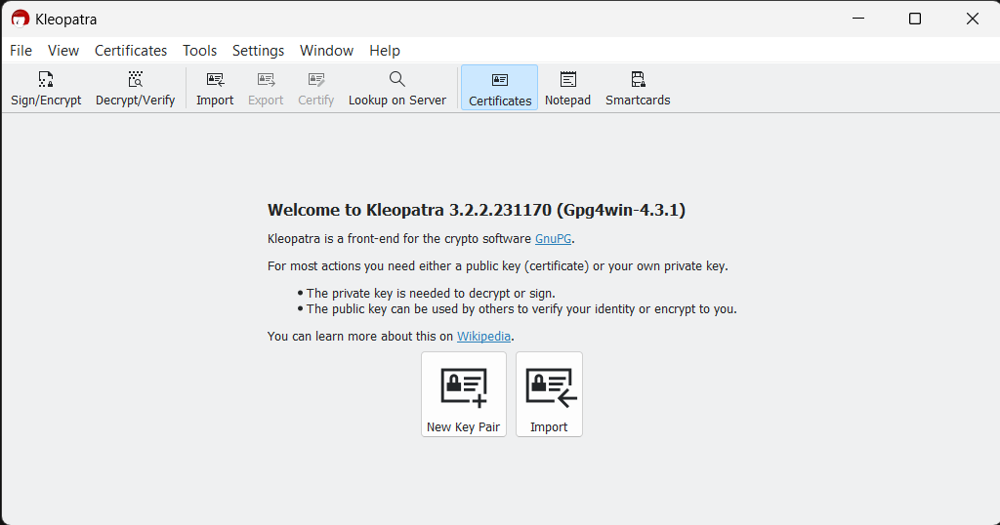 Kleopatra
File View Certificates Tools Settings Window Help
Sign/Encrypt Decrypt/Verify Import Export Certify Lookup on Server Certificates Notepad Smartcards
Welcome to Kleopatra 3.2.2.231170 (Gpg4win-4.3.1)
Kleopatra is a front-end for the crypto software GnuPG.
For most actions you need either a public key (certificate) or your own private key.
• The private key is needed to decrypt or sign.
• The public key can be used by others to verify your identity or encrypt to you.
You can learn more about this on Wikipedia.
New Key Pair Import